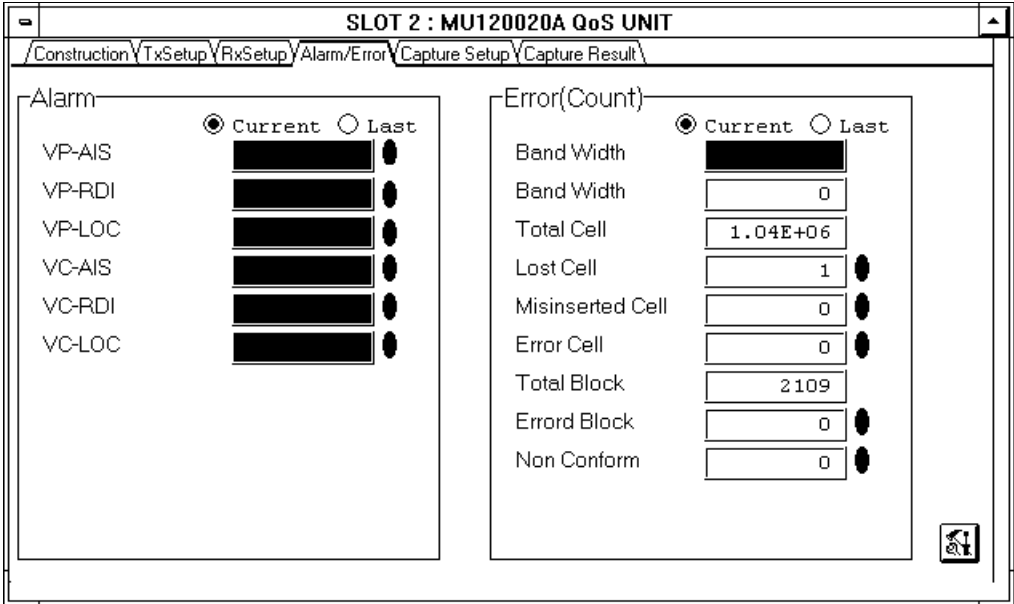 SLOT 2 : MU120020A QoS UNIT
Construction TxSetup RxSetup Alarm/Error Capture Setup Capture Result
Alarm
Current Last
VP-AIS
VP-RDI
VP-LOC
VC-AIS
VC-RDI
VC-LOC
Error(Count)
Current Last
Band Width
Band Width 0
Total Cell 1.04E+06
Lost Cell 1
Misinserted Cell 0
Error Cell 0
Total Block 2109
Errord Block 0
Non Conform 0